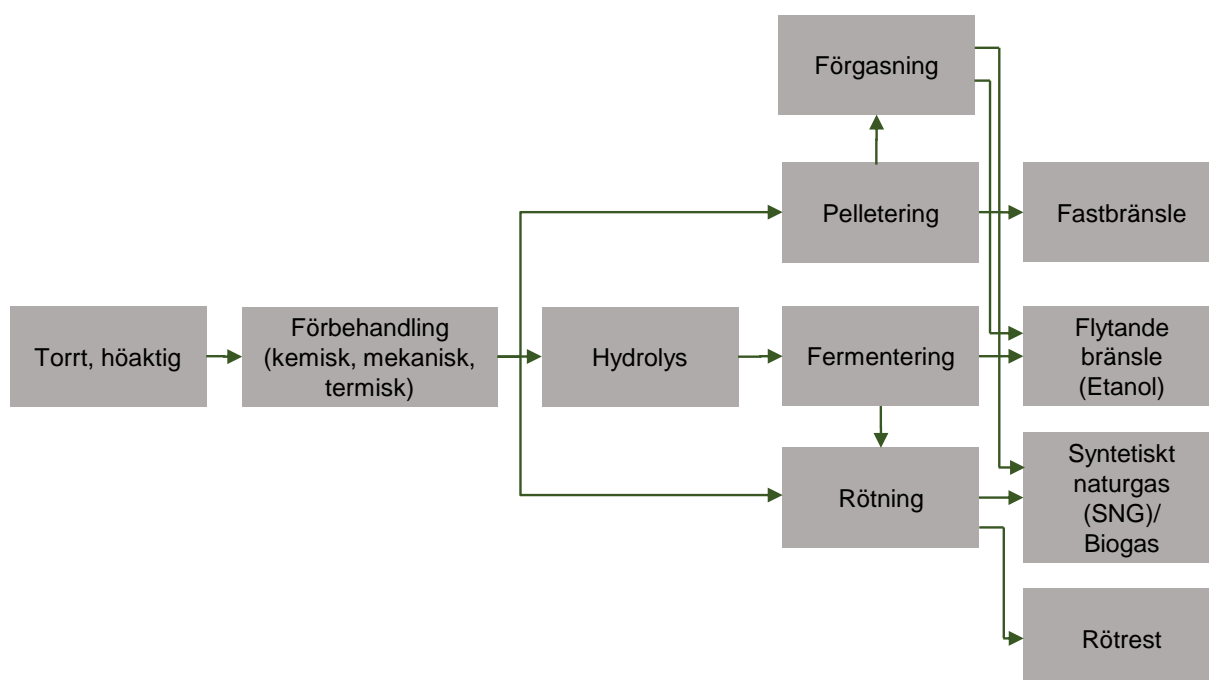 Förgasning
Pelletering
Fastbränsle
Torrt, höaktig
Förbehandling
(kemisk, mekanisk,
termisk)
Hydrolys
Fermentering
Flytande
bränsle
(Etanol)
Rötning
Syntetiskt
naturgas
(SNG)/
Biogas
Rötrest